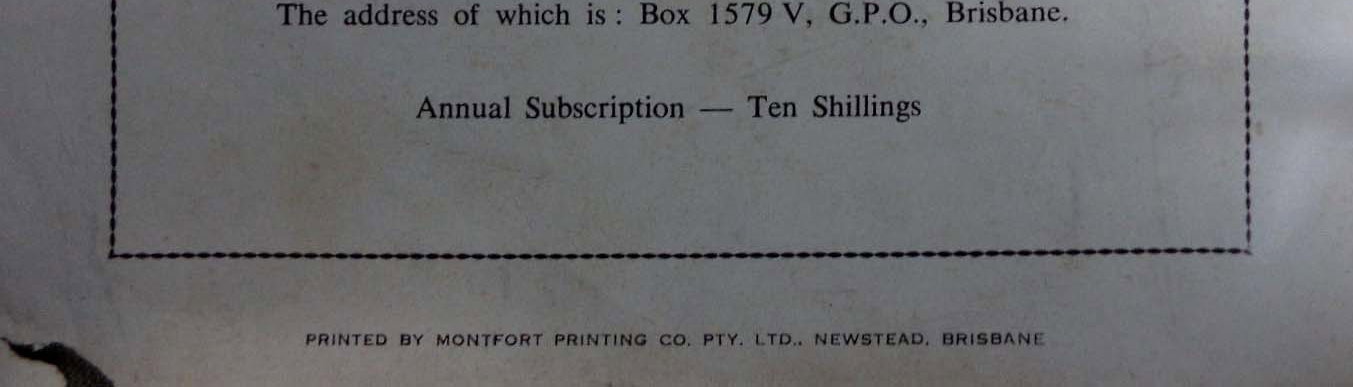 The address of which is : Box 1579 V, G.P.O., Brisbane.
Annual Subscription — Ten Shillings
PRINTED BY MONTFORT PRINTING CO. PTY. LTD., NEWSTEAD, BRISBANE